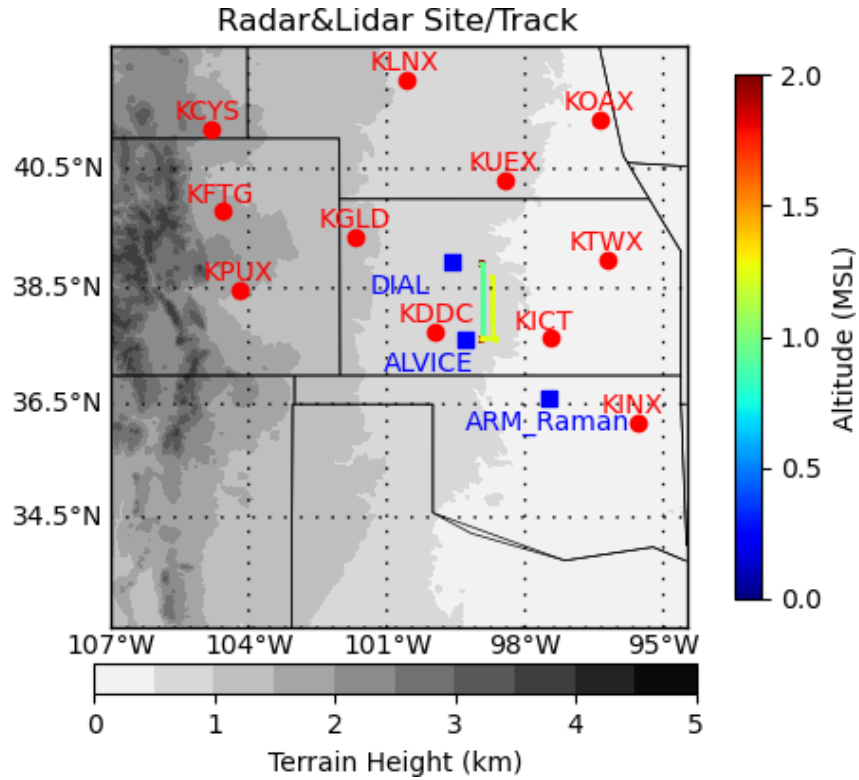 Radar&Lidar Site/Track
KLNX
KCYS
KOAX
40.5°N
KUEX
KFTG
KGLD
KTWX
KPUX
38.5°N
DIAL
KDDC
KICT
ALVICE
36.5°N
KINX
ARM_Raman
34.5°N
107°W
104°W
101°W
98°W
95°W
2.0
1.5
1.0
0.5
0.0
Altitude (MSL)
0 1 2 3 4 5
Terrain Height (km)